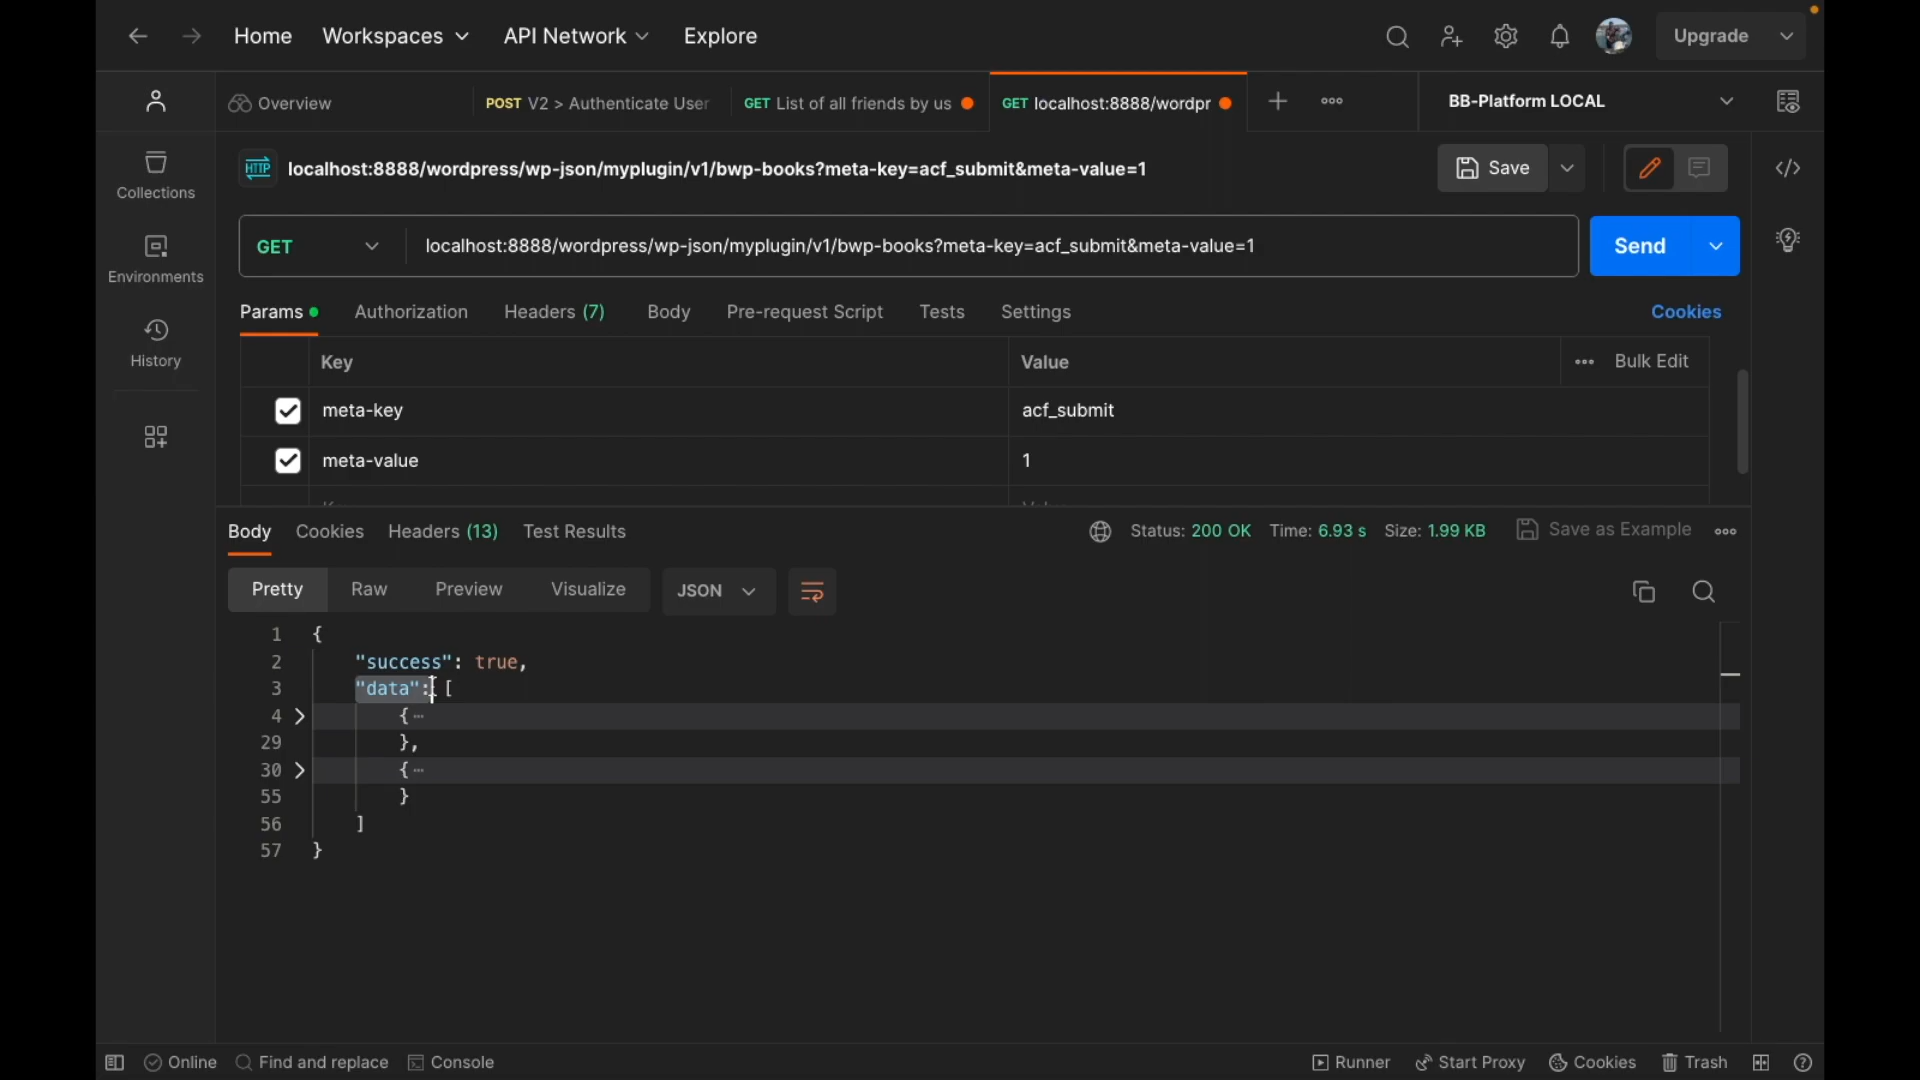 Home Workspaces API Network Explore Upgrade
Overview POST V2 > Authenticate User GET List of all friends by us GET localhost:8888/wordpr BB-Platform LOCAL
HTTP localhost:8888/wordpress/wp-json/myplugin/v1/bwp-books?meta-key=acf_submit&meta-value=1 Save
Collections
GET localhost:8888/wordpress/wp-json/myplugin/v1/bwp-books?meta-key=acf_submit&meta-value=1 Send
Environments
Params Authorization Headers (7) Body Pre-request Script Tests Settings Cookies
History
Key Value Bulk Edit
meta-key acf_submit
meta-value 1
Body Cookies Headers (13) Test Results Status: 200 OK Time: 6.93 s Size: 1.99 KB Save as Example
Pretty Raw Preview Visualize JSON
1 {
2 "success": true,
3 "data": [
4 {
29 },
30 {
55 }
56 ]
57 }
Online Find and replace Console Runner Start Proxy Cookies Trash